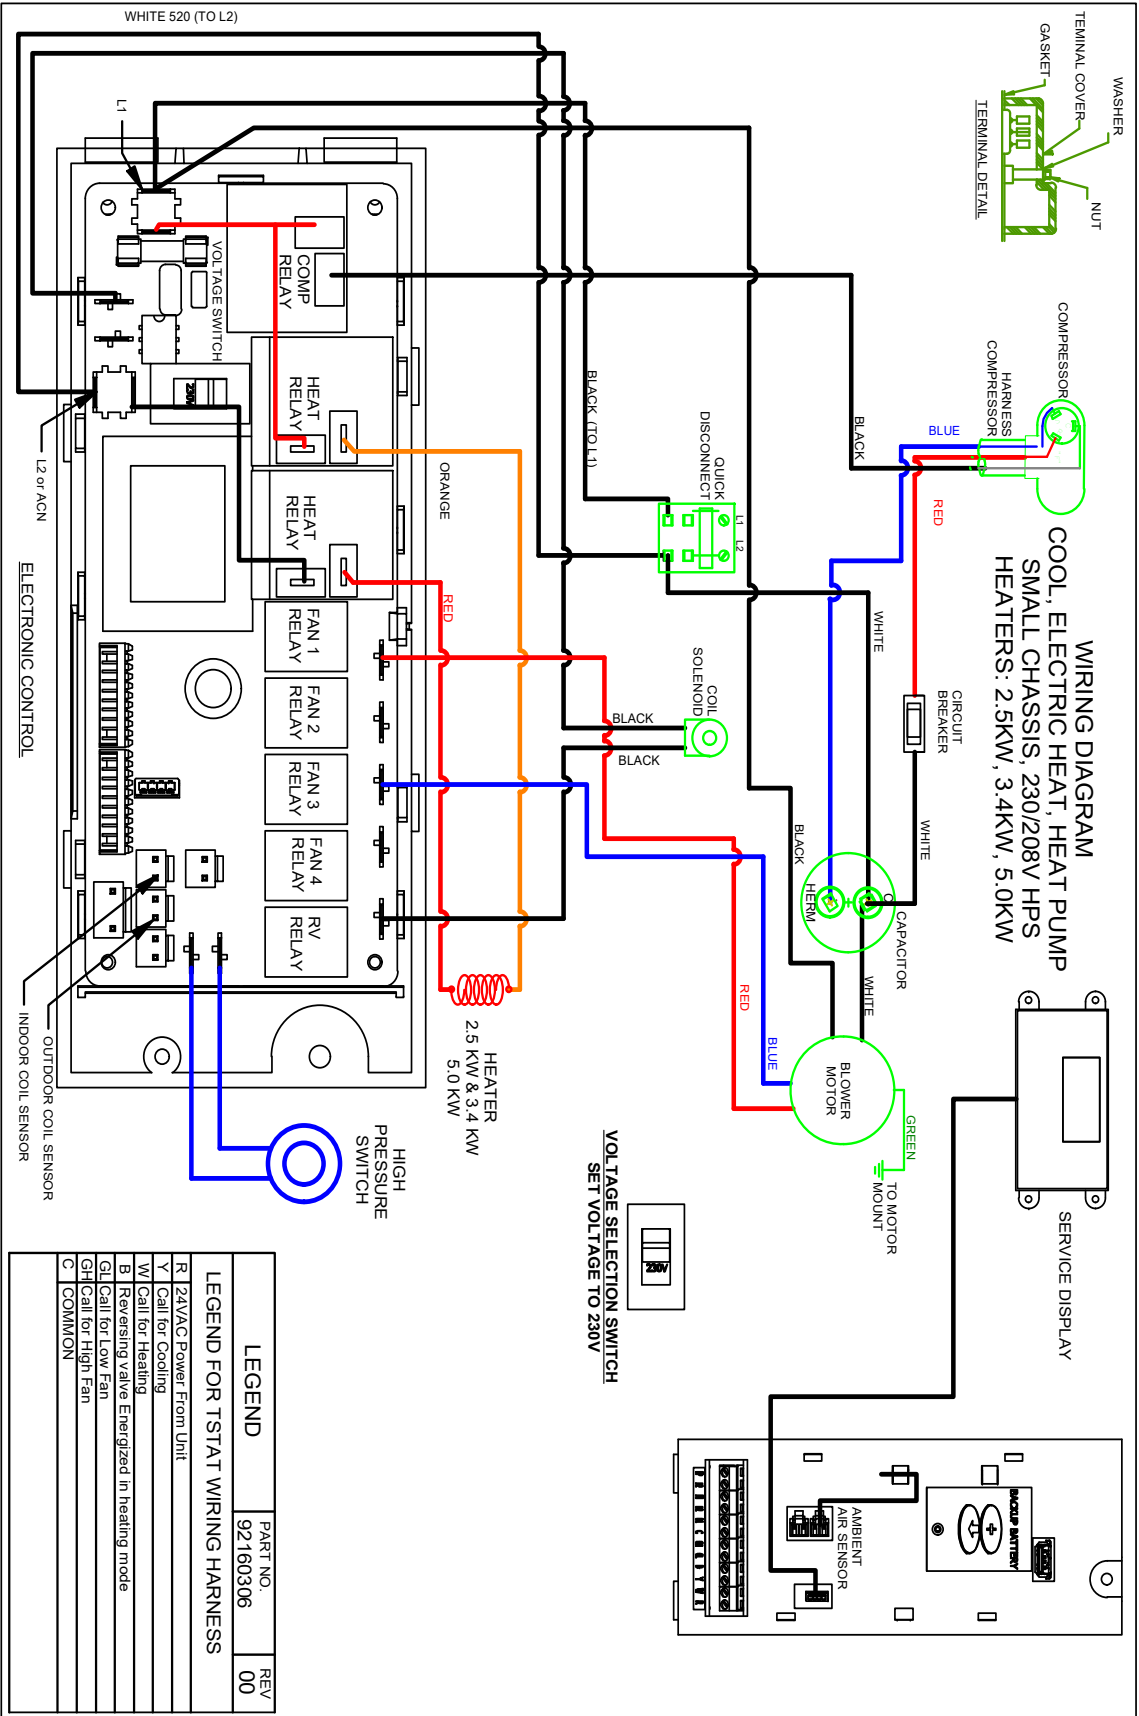 WIRING DIAGRAM
COOL, ELECTRIC HEAT, HEAT PUMP
SMALL CHASSIS, 230/208V HPS
HEATERS: 2.5KW, 3.4KW, 5.0KW
WASHER
TEMINAL COVER
GASKET
NUT
TERMINAL DETAIL
COMPRESSOR
COMPRESSOR
HARNESS
BLUE
BLACK
RED
CIRCUIT
BREAKER
WHITE
WHITE
BLACK
HERM
C
CAPACITOR
WHITE
BLOWER
MOTOR
GREEN
TO MOTOR
MOUNT
BLUE
RED
SERVICE DISPLAY
QUICK
DISCONNECT
L1
L2
COIL
SOLENOID
BLACK
BLACK
WHITE 520 (TO L2)
BLACK (TO L1)
L1
VOLTAGE SWITCH
COMP
RELAY
230V
HEAT
RELAY
HEAT
RELAY
ORANGE
RED
FAN 1
RELAY
FAN 2
RELAY
FAN 3
RELAY
FAN 4
RELAY
RV
RELAY
L2 or ACN
ELECTRONIC CONTROL
OUTDOOR COIL SENSOR
INDOOR COIL SENSOR
HEATER
2.5 KW & 3.4 KW
5.0 KW
HIGH
PRESSURE
SWITCH
230V
VOLTAGE SELECTION SWITCH
SET VOLTAGE TO 230V
AMBIENT
AIR SENSOR
BACKUP BATTERY
+
LEGEND
PART NO.
92160306
REV
00
LEGEND FOR TSTAT WIRING HARNESS
R 24VAC Power From Unit
Y Call for Cooling
W Call for Heating
B Reversing valve Energized in heating mode
GL Call for Low Fan
GH Call for High Fan
C COMMON